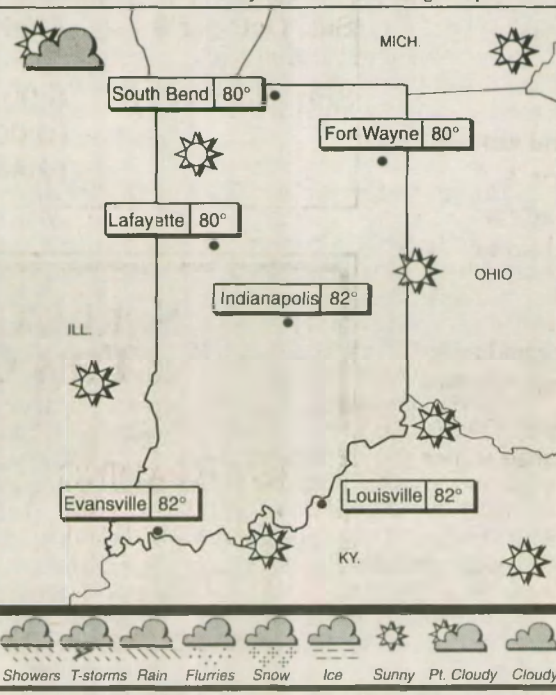 MICH.
South Bend 80°
Fort Wayne 80°
Lafayette 80°
OHIO
Indianapolis 82°
ILL.
Evansville 82°
Louisville 82°
KY.
Showers T-storms Rain Flurries Snow Ice Sunny Pt. Cloudy Cloudy